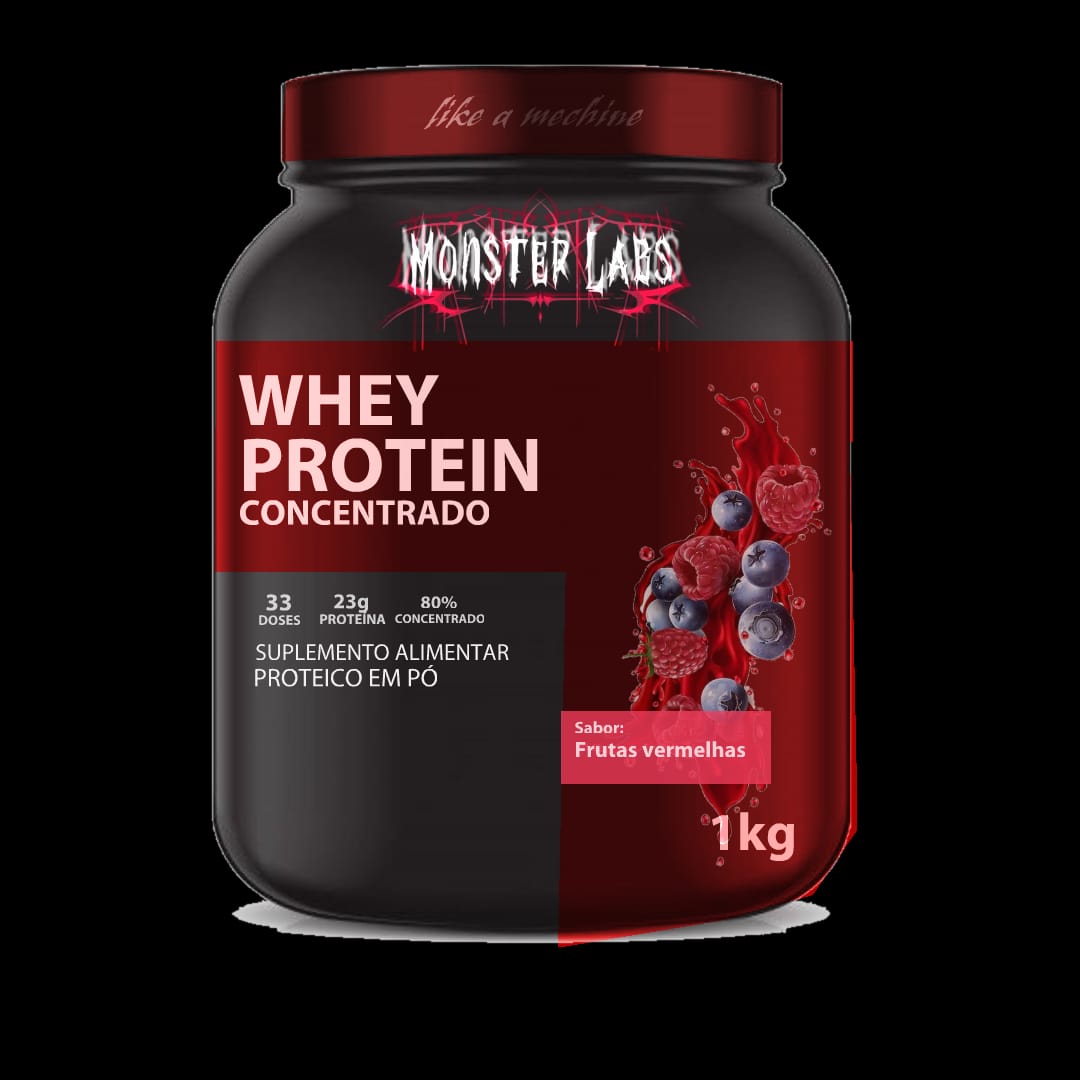 like a mechine
Monster Labs
WHEY
PROTEIN
CONCENTRADO
33
DOSES
23g
PROTEÍNA
80%
CONCENTRADO
SUPLEMENTO ALIMENTAR
PROTEICO EM PÓ
Sabor:
Frutas vermelhas
1kg